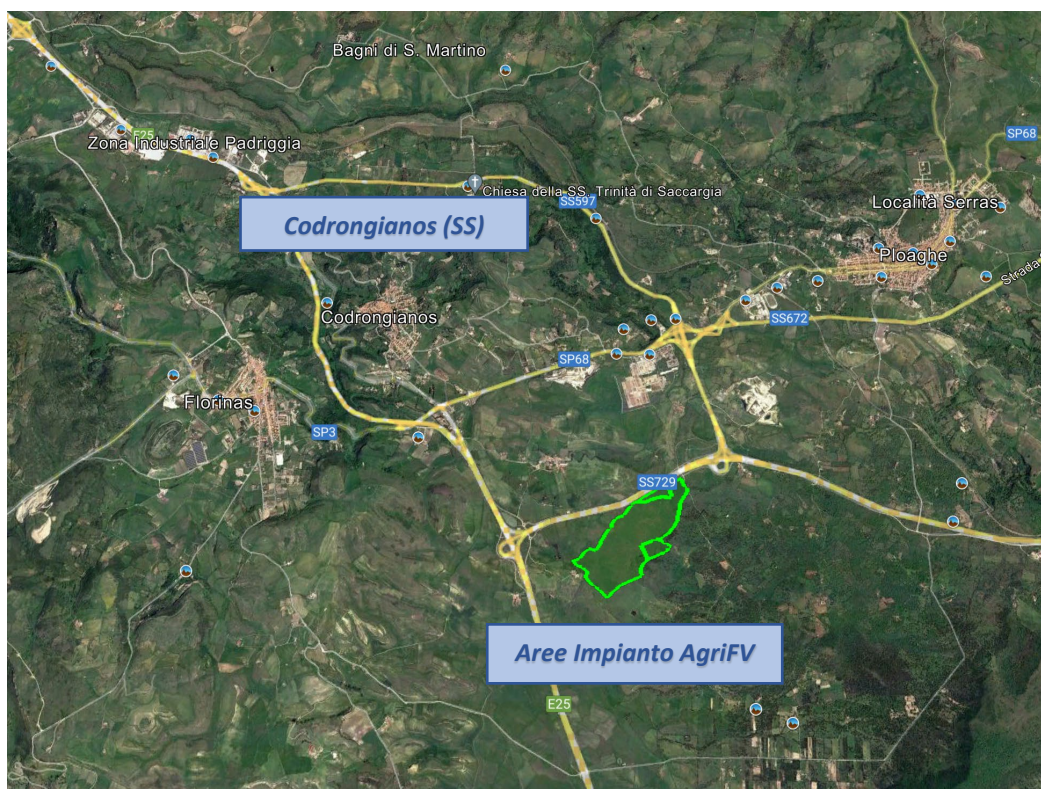 Bagni di S. Martino
E25
Zona Industriale Padriggia
SP68
Chiesa della SS. Trinità di Saccargia
SS597
Località Serras
Codrongianos (SS)
Ploaghe
Strada
Codrongianos
SS672
SP68
Florinas
SP3
SS729
Aree Impianto AgriFV
E25